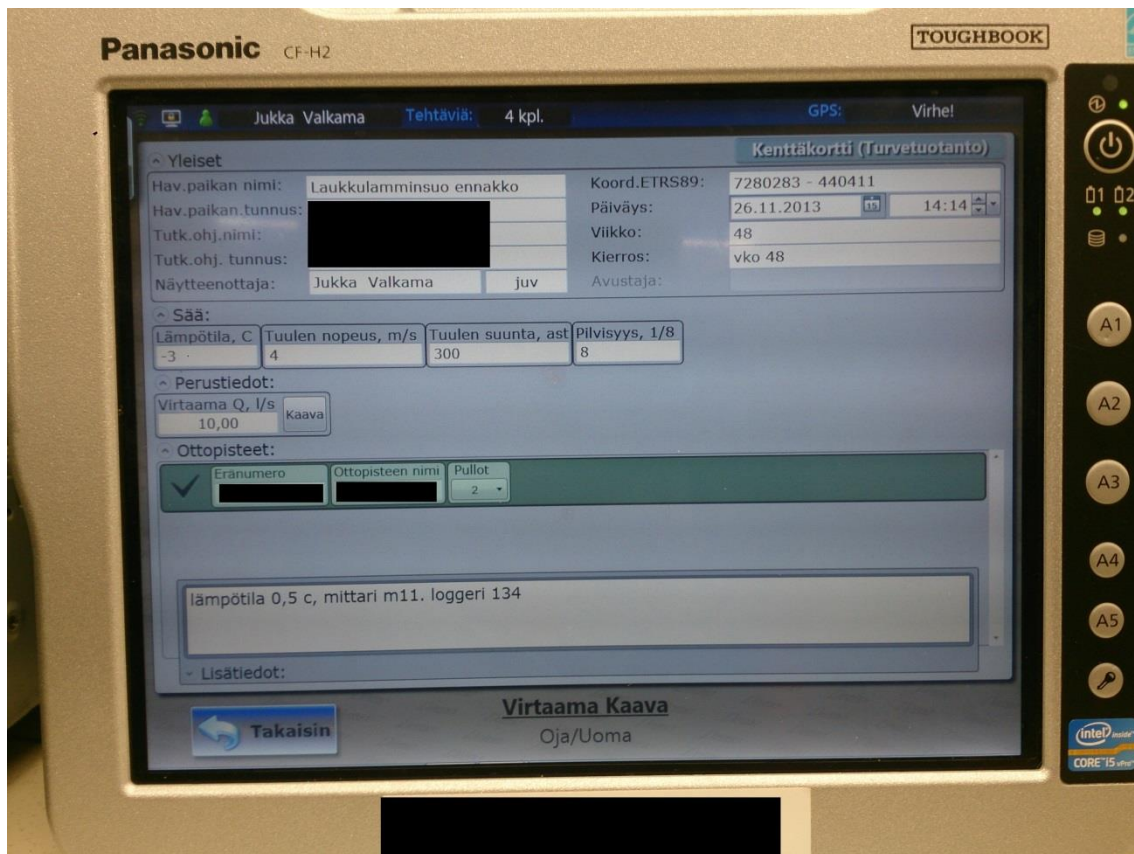 Panasonic CF-H2 TOUGHBOOK
Jukka Valkama Tehtäviä: 4 kpl. GPS: Virhe!
Kenttäkortti (Turvetuotanto)
Yleiset
Hav.paikan nimi: Laukkulamminsuo ennakko Koord.ETRS89: 7280283 - 440411
Hav.paikan.tunnus: Päiväys: 26.11.2013 15 14:14
Tutk.ohj.nimi: Viikko: 48
Tutk.ohj. tunnus: Kierros: vko 48
Näytteenottaja: Jukka Valkama juv Avustaja:
Sää:
Lämpötila, C Tuulen nopeus, m/s Tuulen suunta, ast Pilvisyys, 1/8
-3 4 300 8
Perustiedot:
Virtaama Q, l/s
10,00 Kaava
Ottopisteet:
Eränumero Ottopisteen nimi Pullot
2
lämpötila 0,5 c, mittari m11. loggeri 134
Lisätiedot:
Virtaama Kaava
Takaisin Oja/Uoma
1 2
A1
A2
A3
A4
A5
intel inside
CORE i5 vPro